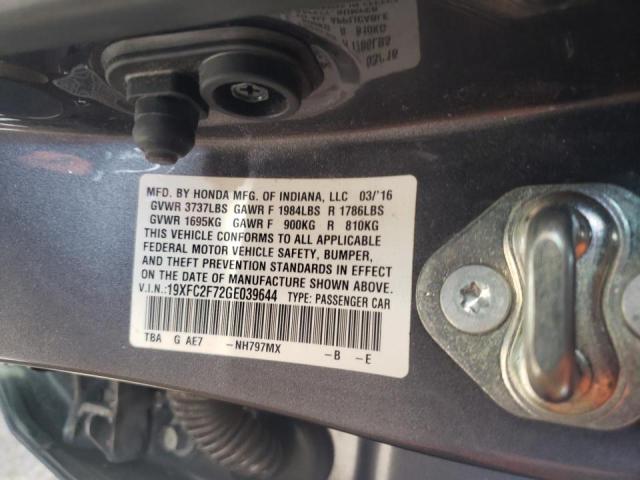 MFD. BY HONDA MFG. OF INDIANA, LLC 03/'16
GVWR 3737LBS GAWR F 1984LBS R 1786LBS
GVWR 1695KG GAWR F 900KG R 810KG
THIS VEHICLE CONFORMS TO ALL APPLICABLE
FEDERAL MOTOR VEHICLE SAFETY, BUMPER,
AND THEFT PREVENTION STANDARDS IN EFFECT
ON THE DATE OF MANUFACTURE SHOWN ABOVE.
V.I.N.:19XFC2F72GE039644 TYPE: PASSENGER CAR
TBA G AE7 -NH797MX -B -E